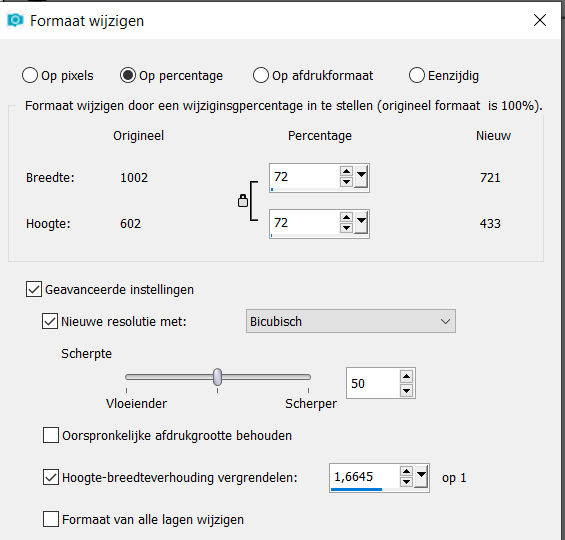 Formaat wijzigen
Op pixels Op percentage Op afdrukformaat Eenzijdig
Formaat wijzigen door een wijziginsgpercentage in te stellen (origineel formaat is 100%).
Origineel Percentage Nieuw
Breedte: 1002 72 721
Hoogte: 602 72 433
Geavanceerde instellingen
Nieuwe resolutie met: Bicubisch
Scherpte
50
Vloeiender Scherper
Oorspronkelijke afdrukgrootte behouden
Hoogte-breedteverhouding vergrendelen: 1,6645 op 1
Formaat van alle lagen wijzigen